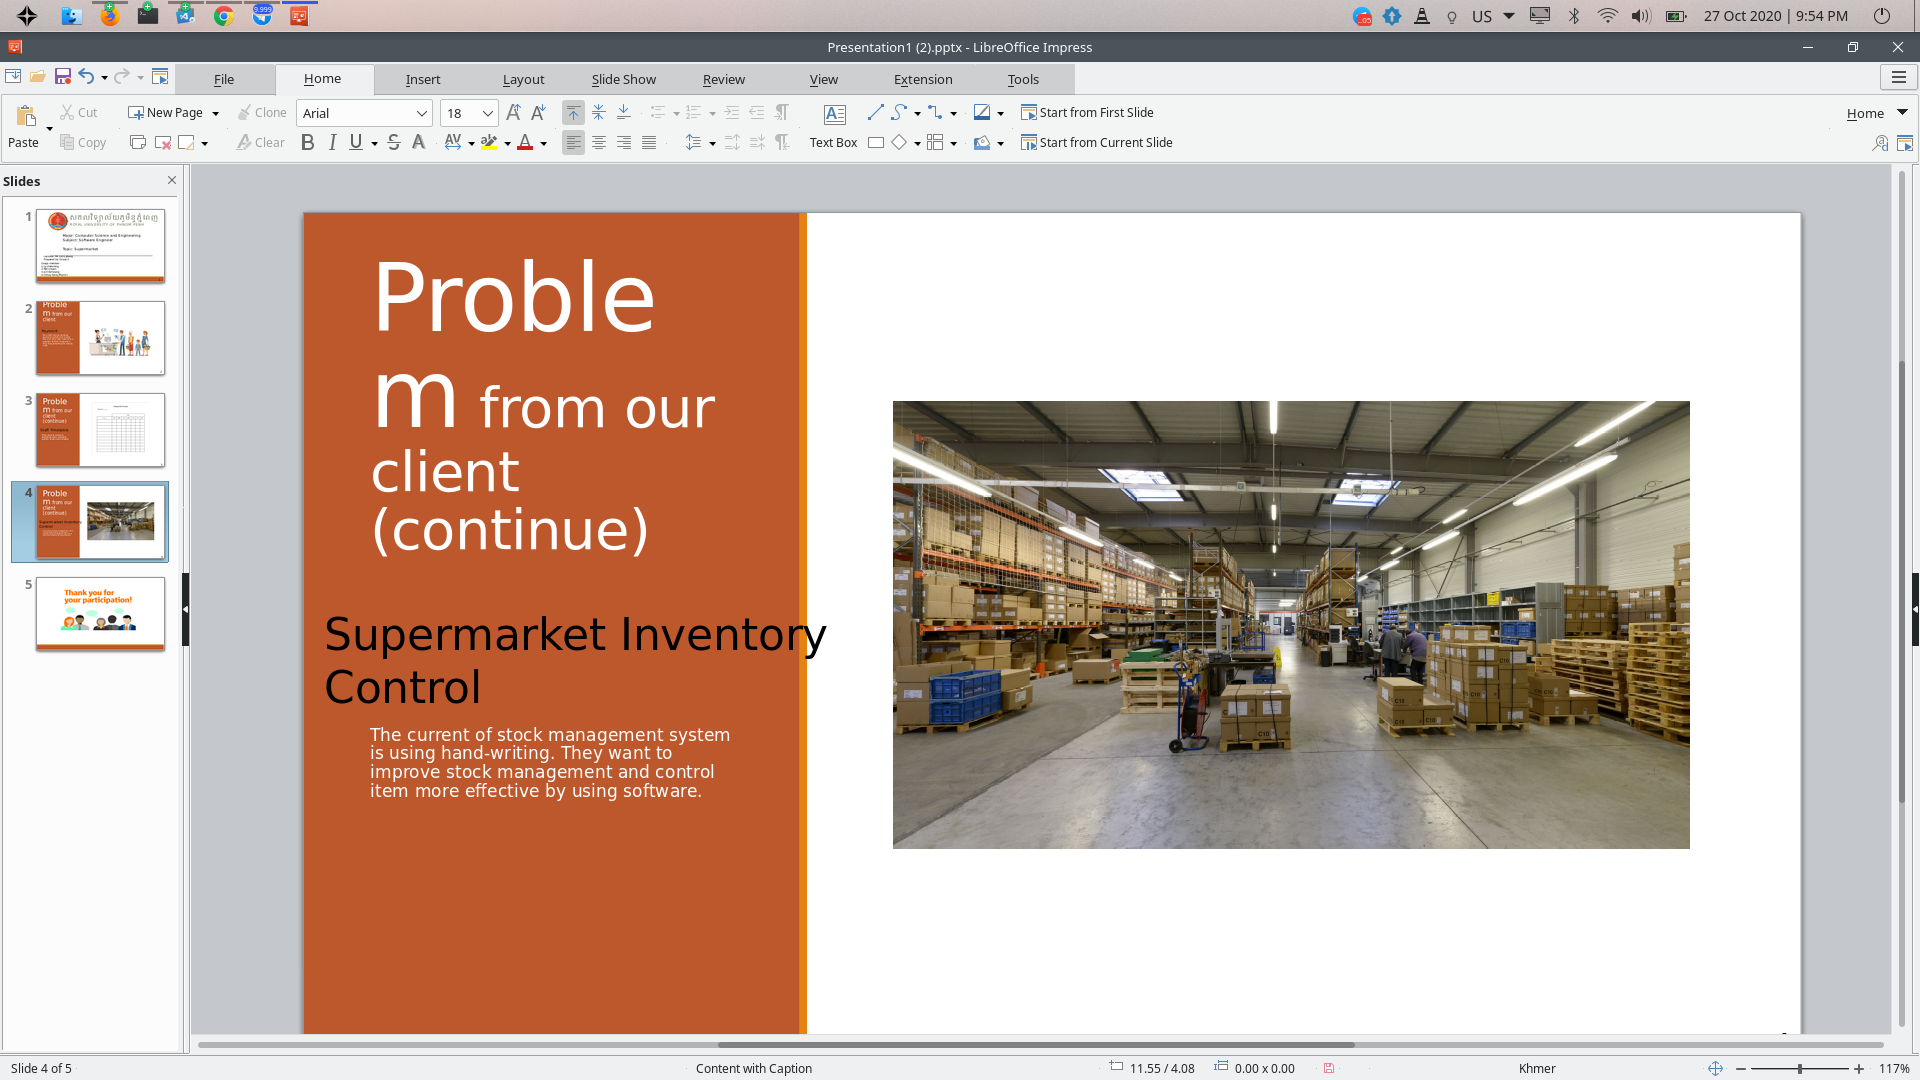 9.999
.05
US
27 Oct 2020 | 9:54 PM
Presentation1 (2).pptx - LibreOffice Impress
File
Home
Insert
Layout
Slide Show
Review
View
Extension
Tools
Paste
Cut
Copy
New Page
Clone
Clear
Arial
18
Text Box
Start from First Slide
Start from Current Slide
Home
Slides
1
2
Proble
m from our
client
3
Proble
m from our
client
(continue)
4
Proble
m from our
client
(continue)
Supermarket Inventory
Control
5
Thank you for
your participation!
Proble
m from our
client
(continue)
Supermarket Inventory
Control
The current of stock management system
is using hand-writing. They want to
improve stock management and control
item more effective by using software.
Slide 4 of 5
Content with Caption
11.55 / 4.08
0.00 x 0.00
Khmer
117%